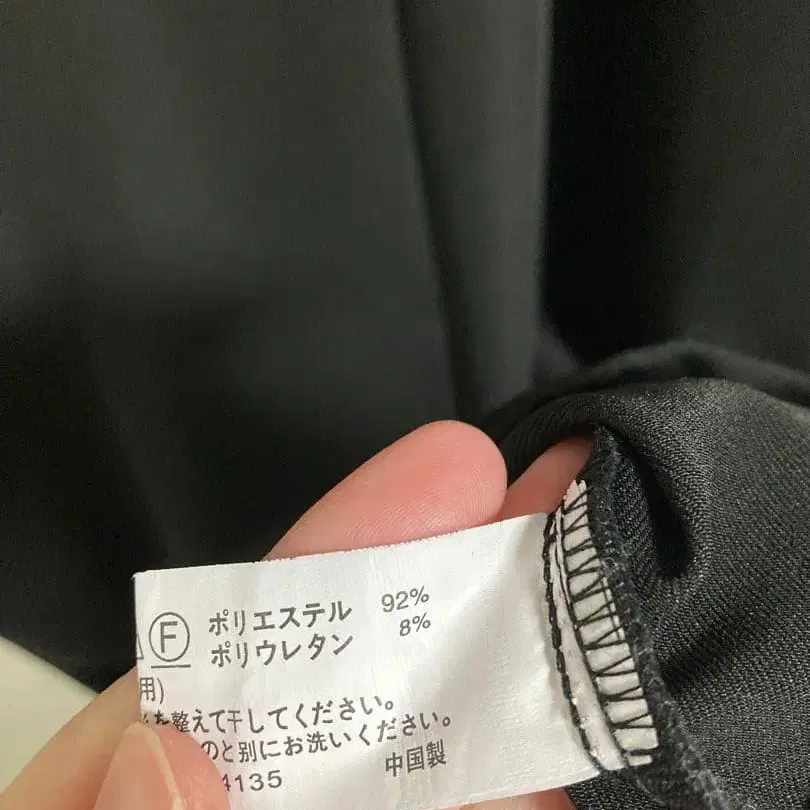 Ⓕ ポリエステル 92%
ポリウレタン 8%
用)
を整えて干してください。
のと別にお洗いください。
4135 中国製